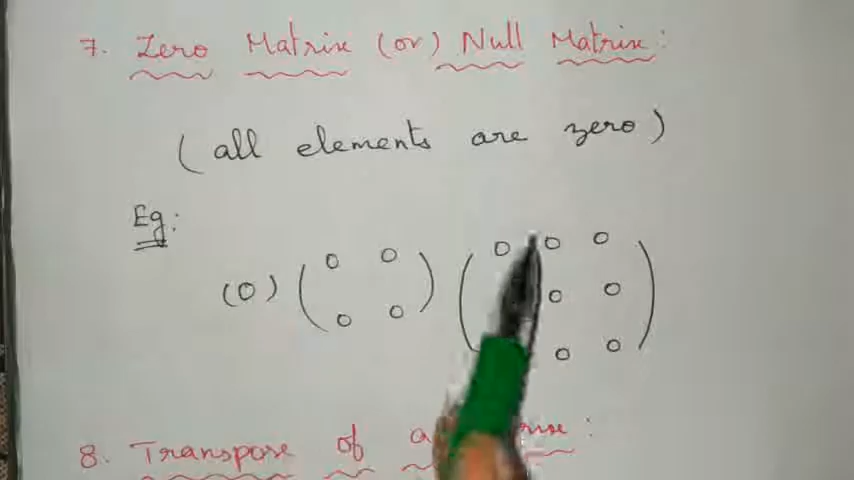 7. Zero Matrix (or) Null Matrix:
(all elements are zero)
Eg:
(0) (0 0 (0 0 0
0 0) 0 0
0 0)
8. Transpose of a :